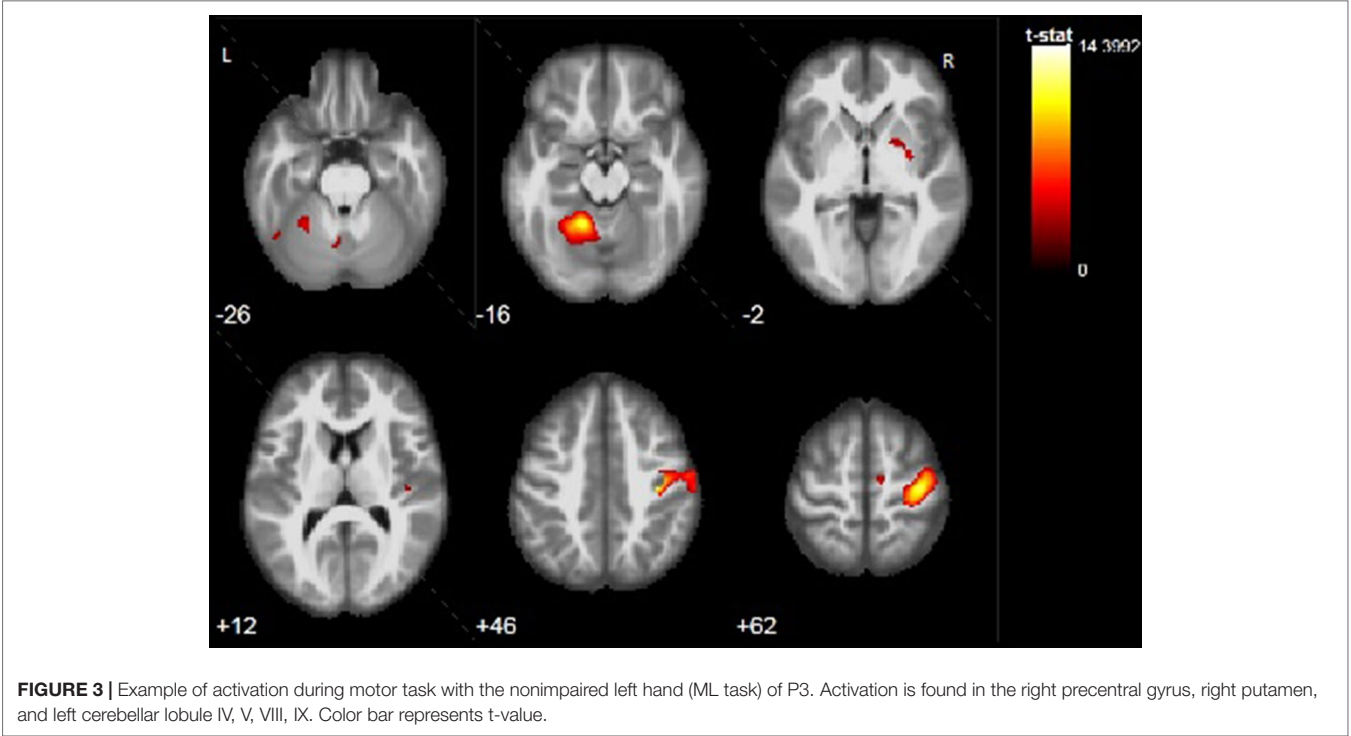 L
R
t-stat
14.3992
0
-26
-16
-2
+12
+46
+62
FIGURE 3 | Example of activation during motor task with the nonimpaired left hand (ML task) of P3. Activation is found in the right precentral gyrus, right putamen,
and left cerebellar lobule IV, V, VIII, IX. Color bar represents t-value.